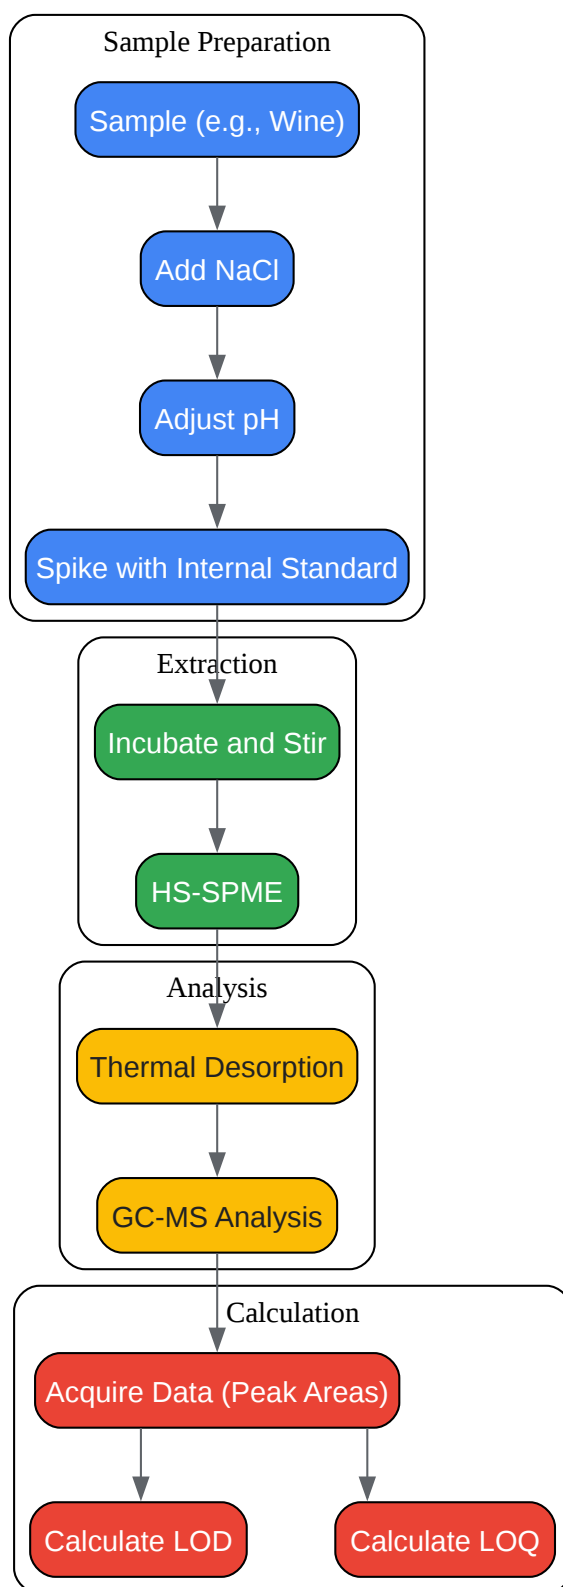 Sample Preparation
Sample (e.g., Wine)
Add NaCl
Adjust pH
Spike with Internal Standard
Extraction
Incubate and Stir
HS-SPME
Analysis
Thermal Desorption
GC-MS Analysis
Calculation
Acquire Data (Peak Areas)
Calculate LOD
Calculate LOQ